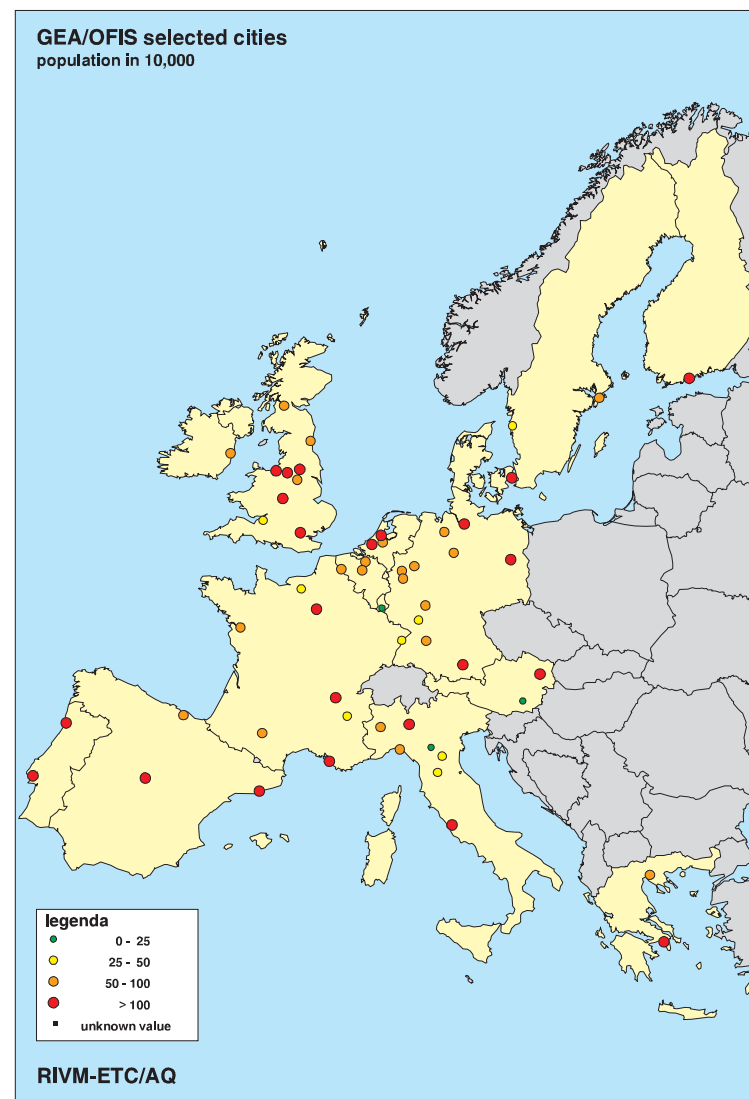 GEA/OFIS selected cities
population in 10,000
legenda
0 - 25
25 - 50
50 - 100
> 100
unknown value
RIVM-ETC/AQ